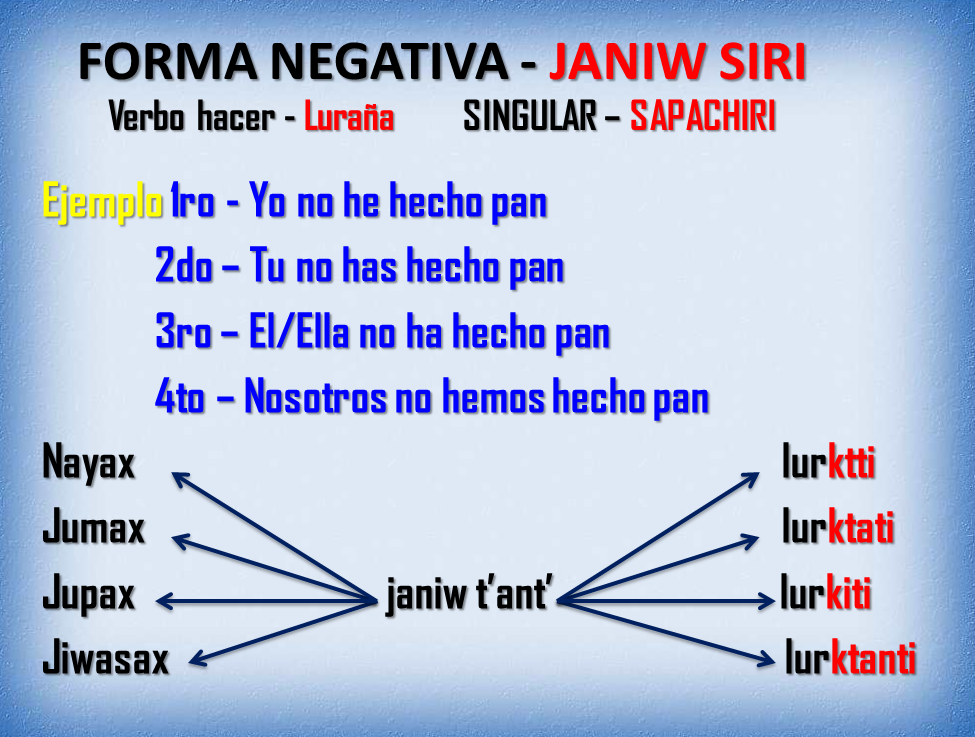 FORMA NEGATIVA - JANIW SIRI
Verbo hacer - Luraña SINGULAR – SAPACHIRI
Ejemplo 1ro - Yo no he hecho pan
2do – Tu no has hecho pan
3ro – El/Ella no ha hecho pan
4to – Nosotros no hemos hecho pan
Nayax lurktti
Jumax lurktati
Jupax janiw t’ant’ lurkiti
Jiwasax lurktanti